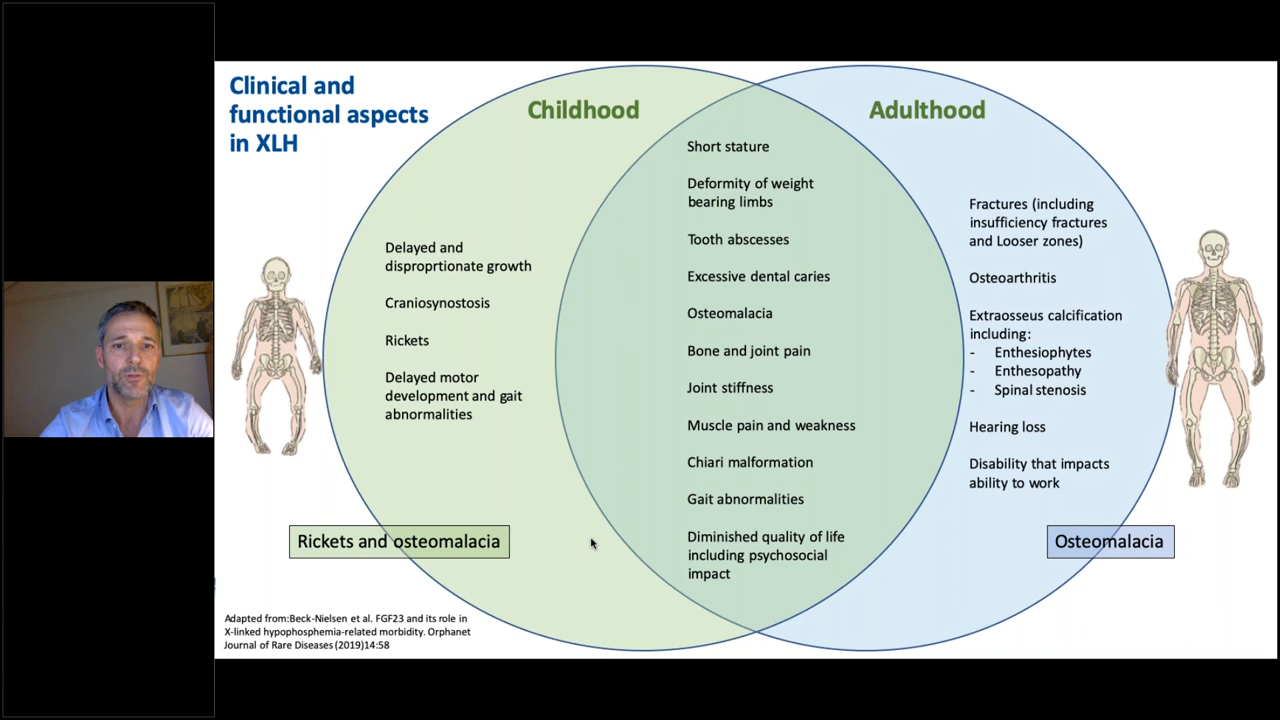 Clinical and
functional aspects
in XLH
Childhood
Adulthood
Delayed and
disproprtionate growth
Craniosynostosis
Rickets
Delayed motor
development and gait
abnormalities
Short stature
Deformity of weight
bearing limbs
Tooth abscesses
Excessive dental caries
Osteomalacia
Bone and joint pain
Joint stiffness
Muscle pain and weakness
Chiari malformation
Gait abnormalities
Diminished quality of life
including psychosocial
impact
Fractures (including
insufficiency fractures
and Looser zones)
Osteoarthritis
Extraosseus calcification
including:
- Enthesiophytes
- Enthesopathy
- Spinal stenosis
Hearing loss
Disability that impacts
ability to work
Rickets and osteomalacia
Osteomalacia
Adapted from:Beck-Nielsen et al. FGF23 and its role in
X-linked hypophosphemia-related morbidity. Orphanet
Journal of Rare Diseases (2019)14:58